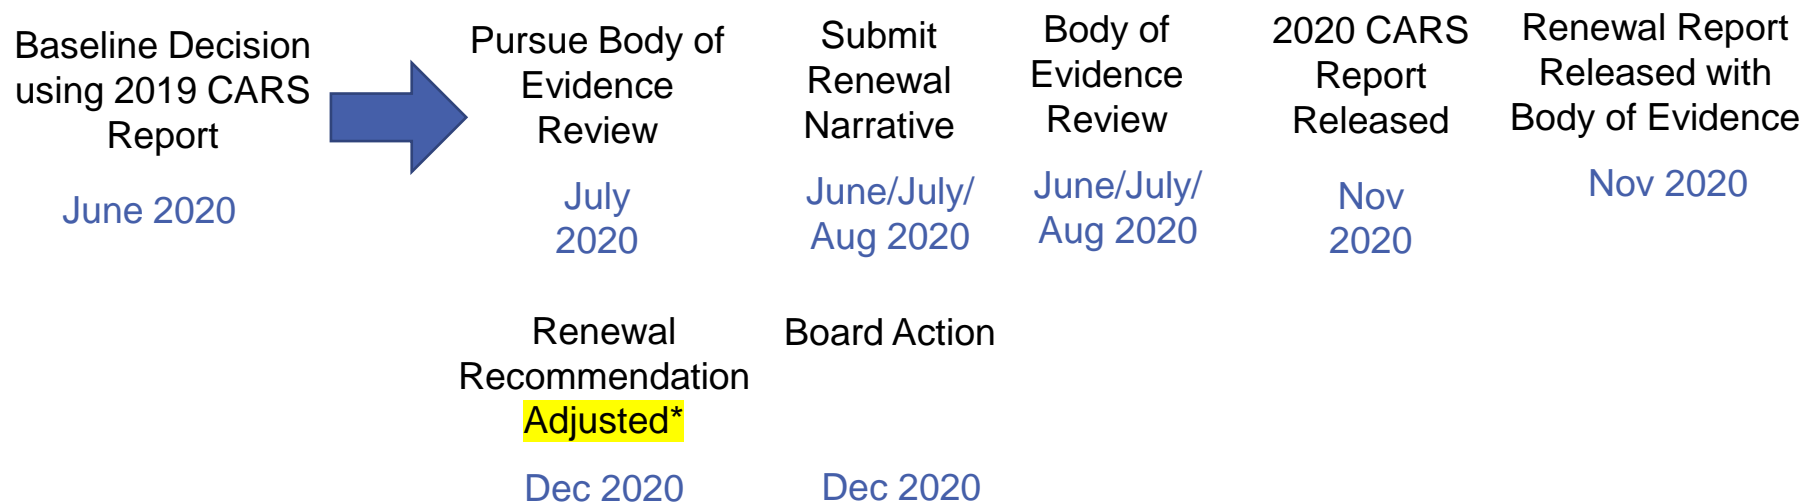 Baseline Decision
using 2019 CARS
Report
June 2020
Pursue Body of
Evidence
Review
July
2020
Submit
Renewal
Narrative
June/July/
Aug 2020
Body of
Evidence
Review
June/July/
Aug 2020
2020 CARS
Report
Released
Nov
2020
Renewal Report
Released with
Body of Evidence
Nov 2020
Renewal
Recommendation
Adjusted*
Dec 2020
Board Action
Dec 2020